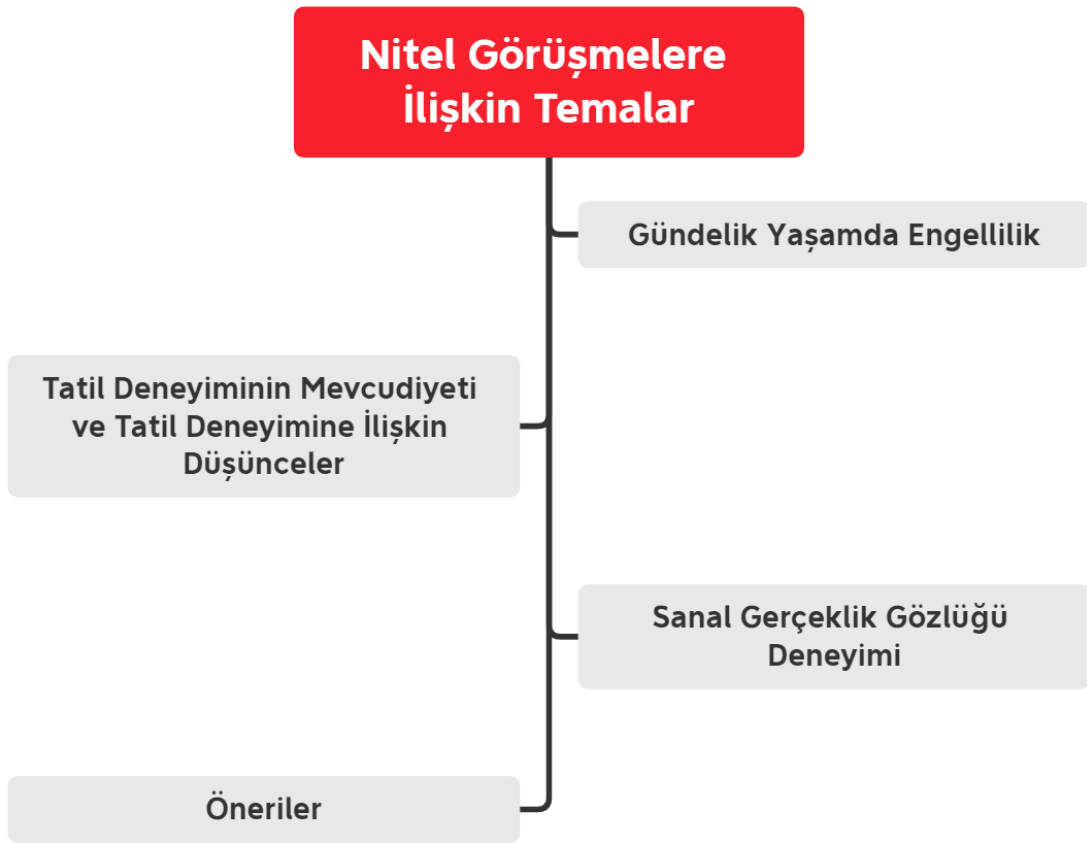 Nitel Görüşmelere
İlişkin Temalar
Gündelik Yaşamda Engellilik
Tatil Deneyiminin Mevcudiyeti
ve Tatil Deneyimine İlişkin
Düşünceler
Sanal Gerçeklik Gözlüğü
Deneyimi
Öneriler